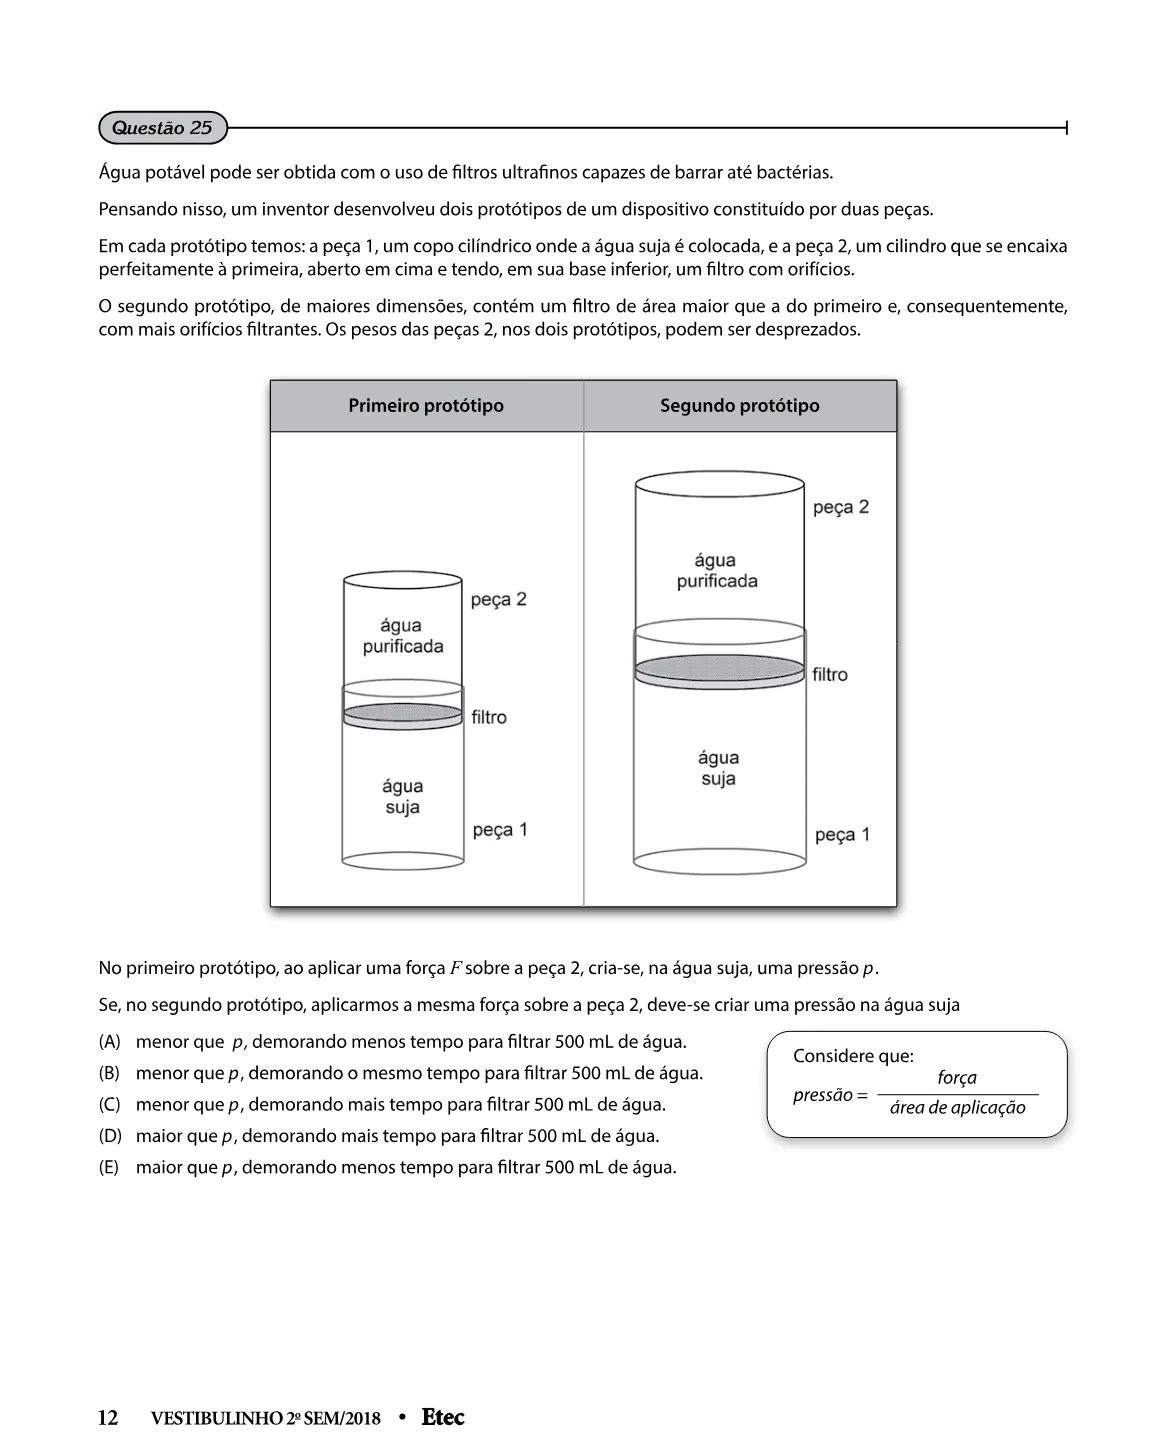 Questão 25
Água potável pode ser obtida com o uso de filtros ultrafinos capazes de barrar até bactérias.
Pensando nisso, um inventor desenvolveu dois protótipos de um dispositivo constituído por duas peças.
Em cada protótipo temos: a peça 1, um copo cilíndrico onde a água suja é colocada, e a peça 2, um cilindro que se encaixa
perfeitamente à primeira, aberto em cima e tendo, em sua base inferior, um filtro com orifícios.
O segundo protótipo, de maiores dimensões, contém um filtro de área maior que a do primeiro e, consequentemente,
com mais orifícios filtrantes. Os pesos das peças 2, nos dois protótipos, podem ser desprezados.
Primeiro protótipo
Segundo protótipo
peça 2
água
purificada
filtro
água
suja
peça 1
peça 2
água
purificada
filtro
água
suja
peça 1
No primeiro protótipo, ao aplicar uma força F sobre a peça 2, cria-se, na água suja, uma pressão p.
Se, no segundo protótipo, aplicarmos a mesma força sobre a peça 2, deve-se criar uma pressão na água suja
(A) menor que p, demorando menos tempo para filtrar 500 mL de água.
(B) menor que p, demorando o mesmo tempo para filtrar 500 mL de água.
(C) menor que p, demorando mais tempo para filtrar 500 mL de água.
(D) maior que p, demorando mais tempo para filtrar 500 mL de água.
(E) maior que p, demorando menos tempo para filtrar 500 mL de água.
Considere que:
força
pressão =
área de aplicação
12 VESTIBULINHO 2º SEM/2018 • Etec